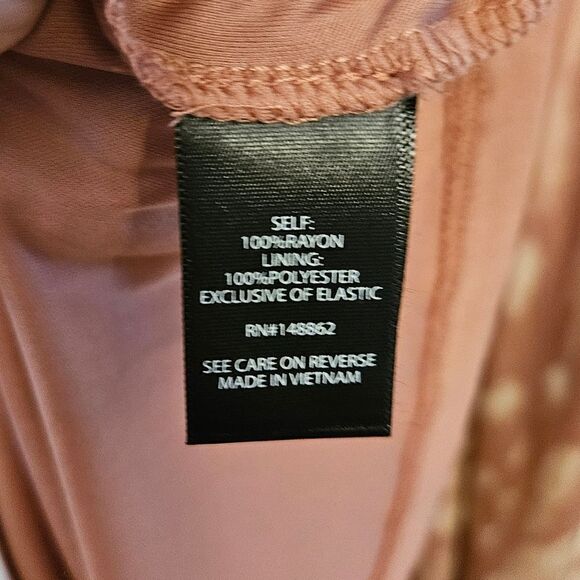 SELF:
100%RAYON
LINING:
100%POLYESTER
EXCLUSIVE OF ELASTIC
RN#148862
SEE CARE ON REVERSE
MADE IN VIETNAM